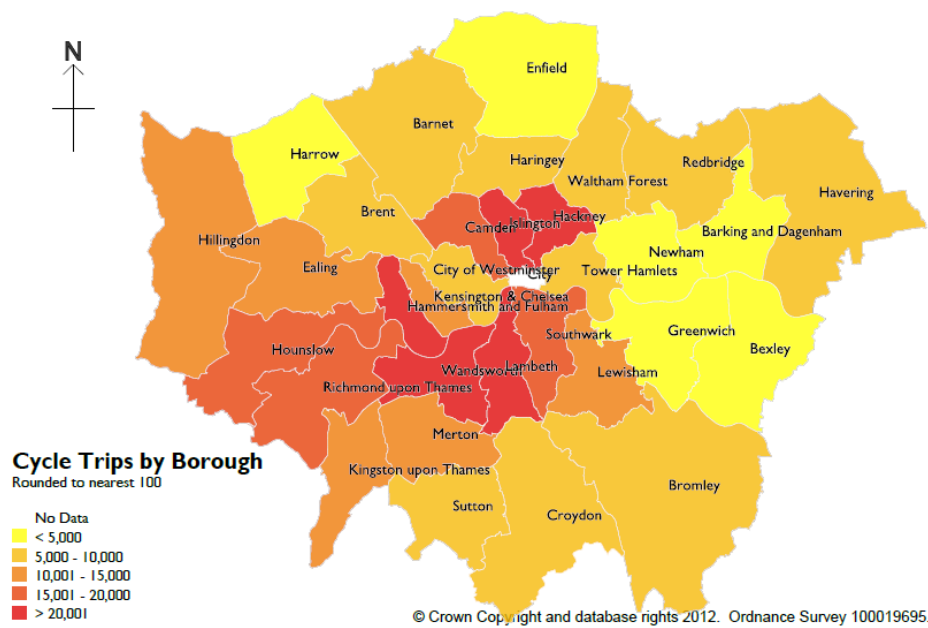 N
Enfield
Barnet
Harrow
Haringey
Redbridge
Waltham Forest
Havering
Brent
Hackney
Islington
Camden
Barking and Dagenham
Hillingdon
Newham
Ealing
City of Westminster
Tower Hamlets
City
Kensington & Chelsea
Hammersmith and Fulham
Greenwich
Southwark
Hounslow
Bexley
Lambeth
Wandsworth
Lewisham
Richmond upon Thames
Merton
Cycle Trips by Borough
Rounded to nearest 100
Kingston upon Thames
Bromley
Sutton
Croydon
No Data
< 5,000
5,000 - 10,000
10,001 - 15,000
15,001 - 20,000
> 20,001
© Crown Copyright and database rights 2012. Ordnance Survey 100019695.